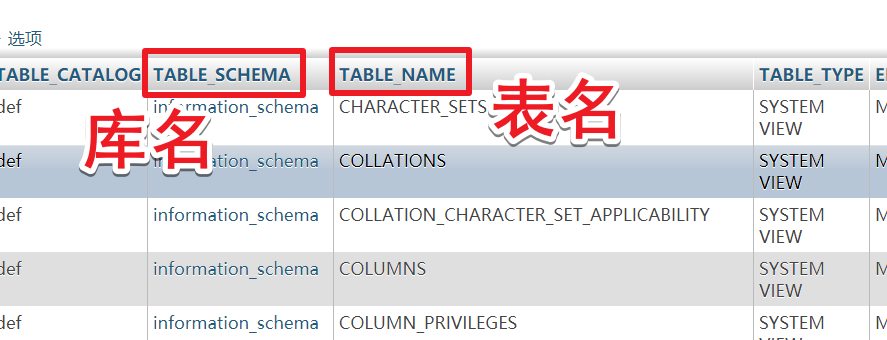 选项
TABLE_CATALOG TABLE_SCHEMA TABLE_NAME TABLE_TYPE
def information_schema CHARACTER_SETS SYSTEM VIEW
库名 表名
def information_schema COLLATIONS SYSTEM VIEW
def information_schema COLLATION_CHARACTER_SET_APPLICABILITY SYSTEM VIEW
def information_schema COLUMNS SYSTEM VIEW
def information_schema COLUMN_PRIVILEGES SYSTEM